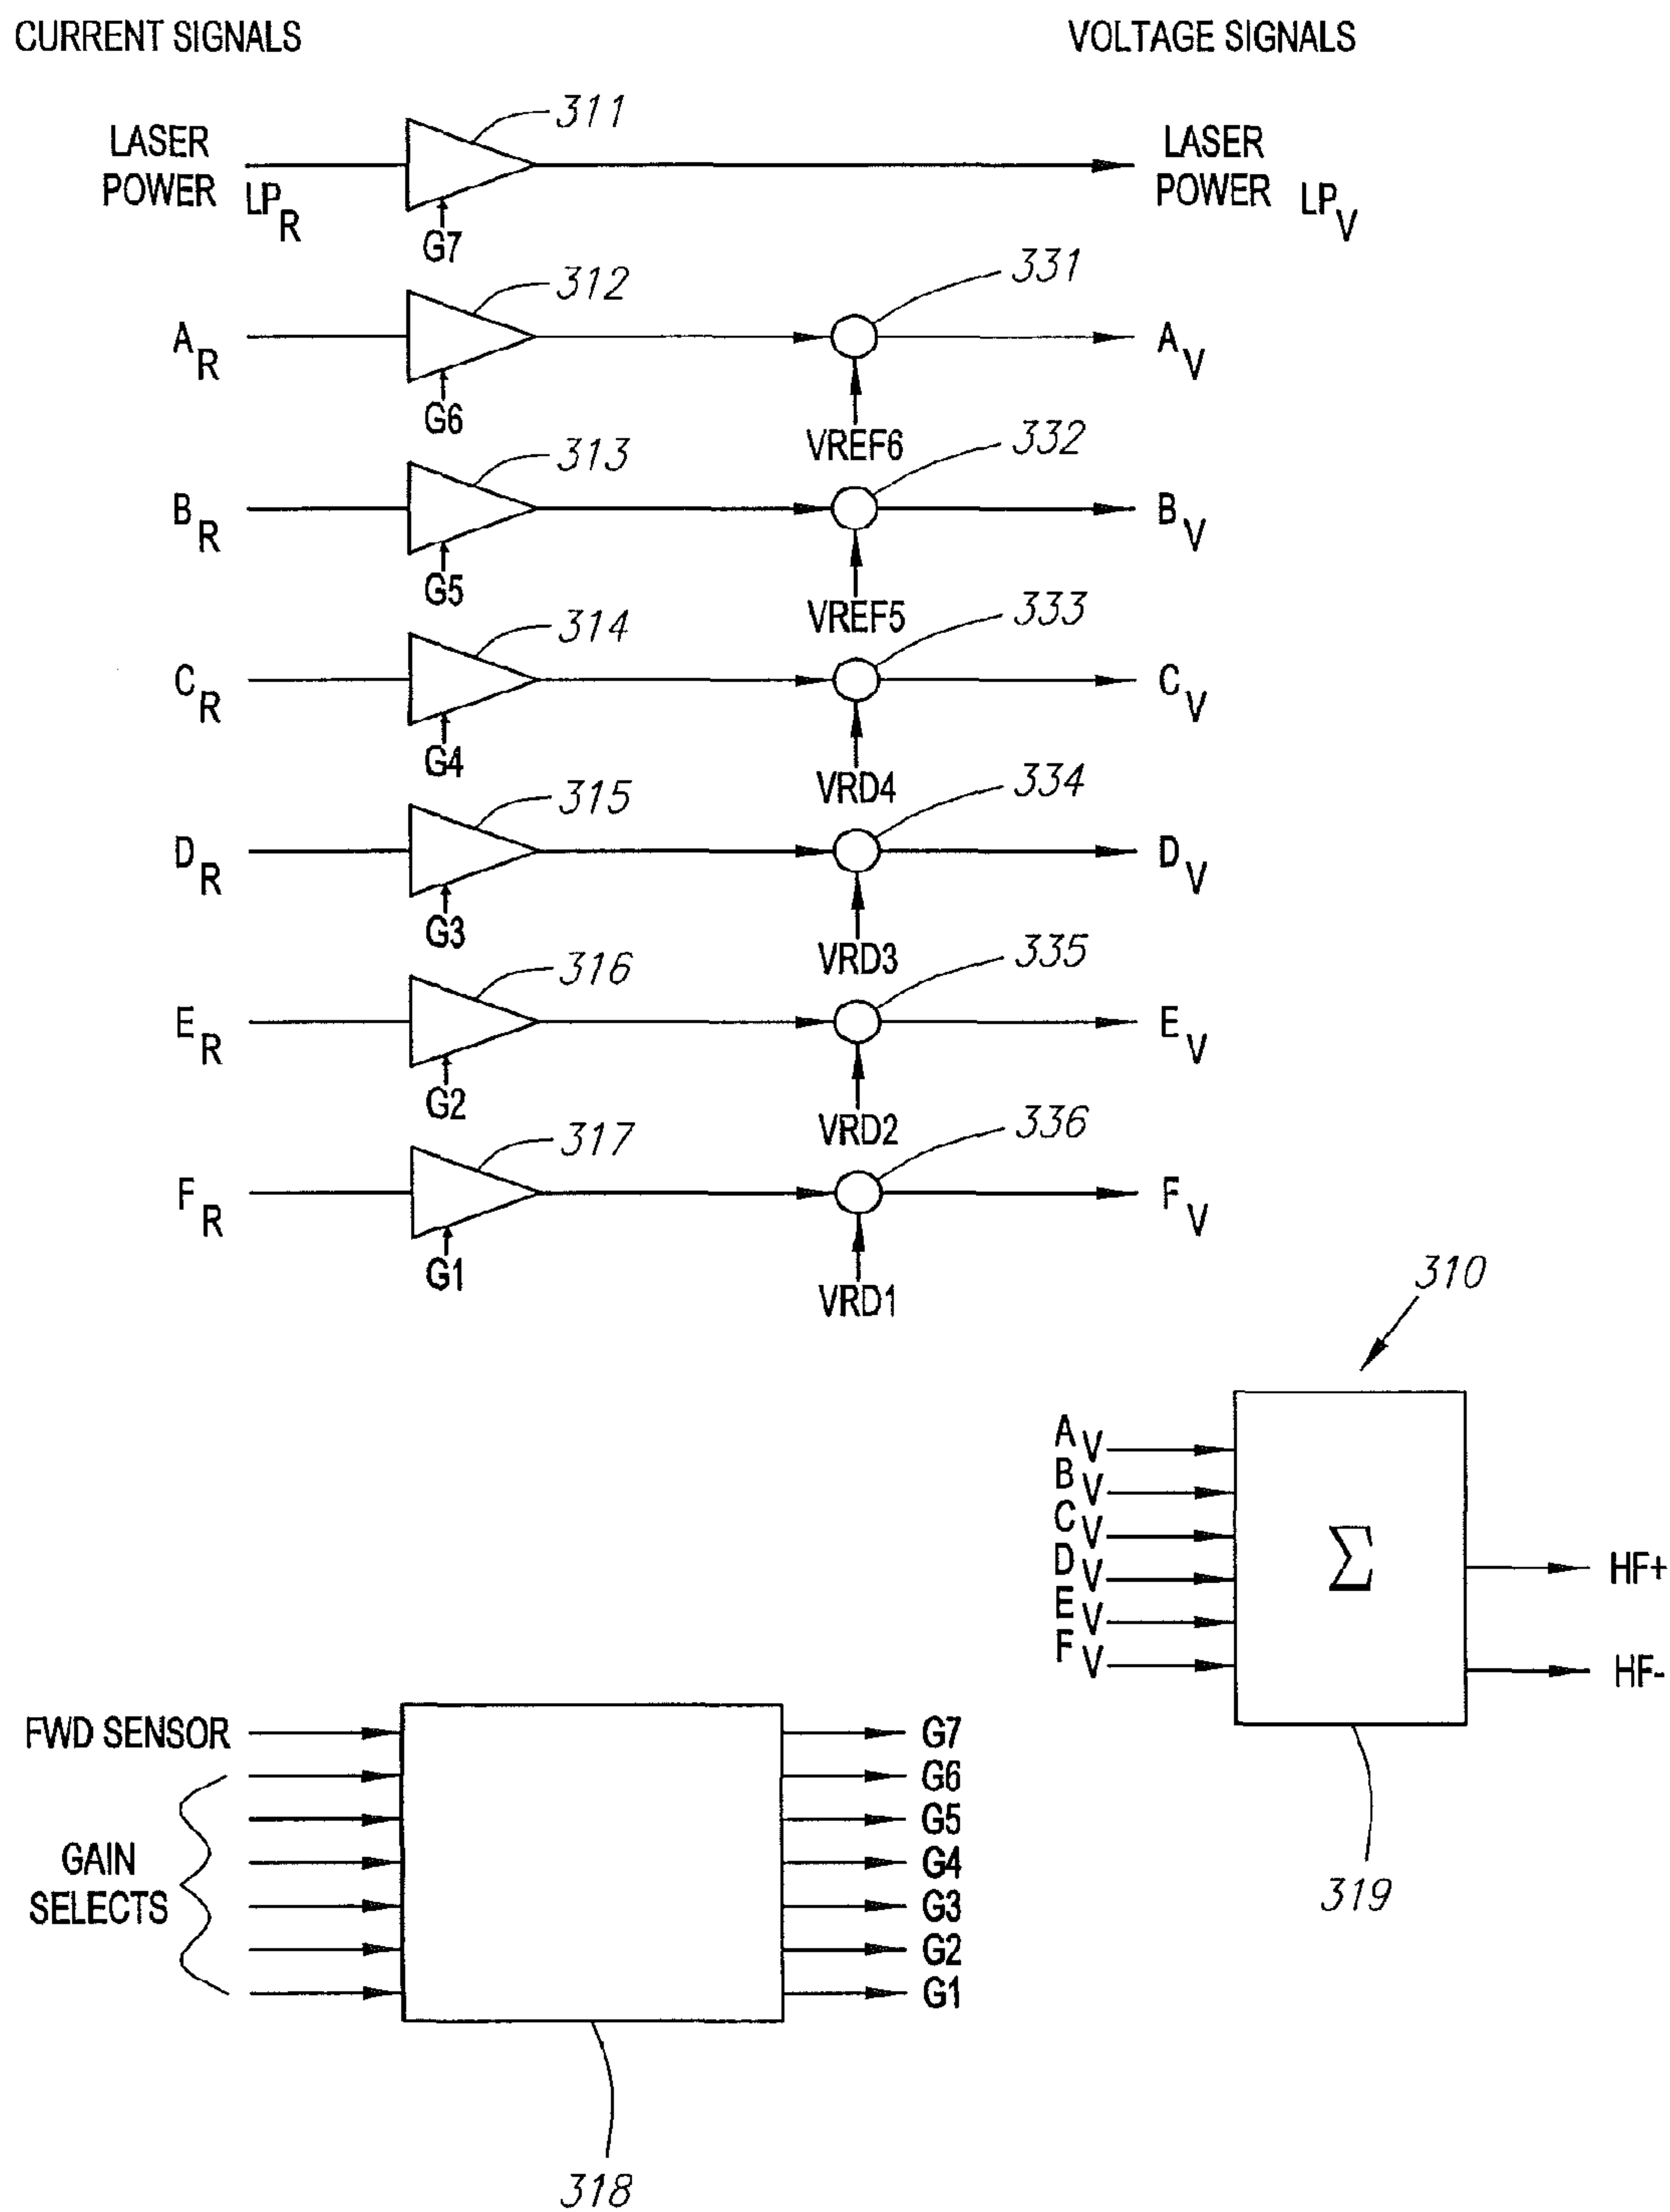 CURRENT SIGNALS VOLTAGE SIGNALS
311
LASER LASER
POWER LPR POWER LPV
G7
312 331
AR AV
G6 VREF6
313 332
BR BV
G5 VREF5
314 333
CR CV
G4 VRD4
315 334
DR DV
G3 VRD3
316 335
ER EV
G2 VRD2
317 336
FR FV
G1 VRD1
310
AV
BV
CV
DV
EV
FV
Σ
HF+
HF-
319
FWD SENSOR
GAIN
SELECTS
G7
G6
G5
G4
G3
G2
G1
318